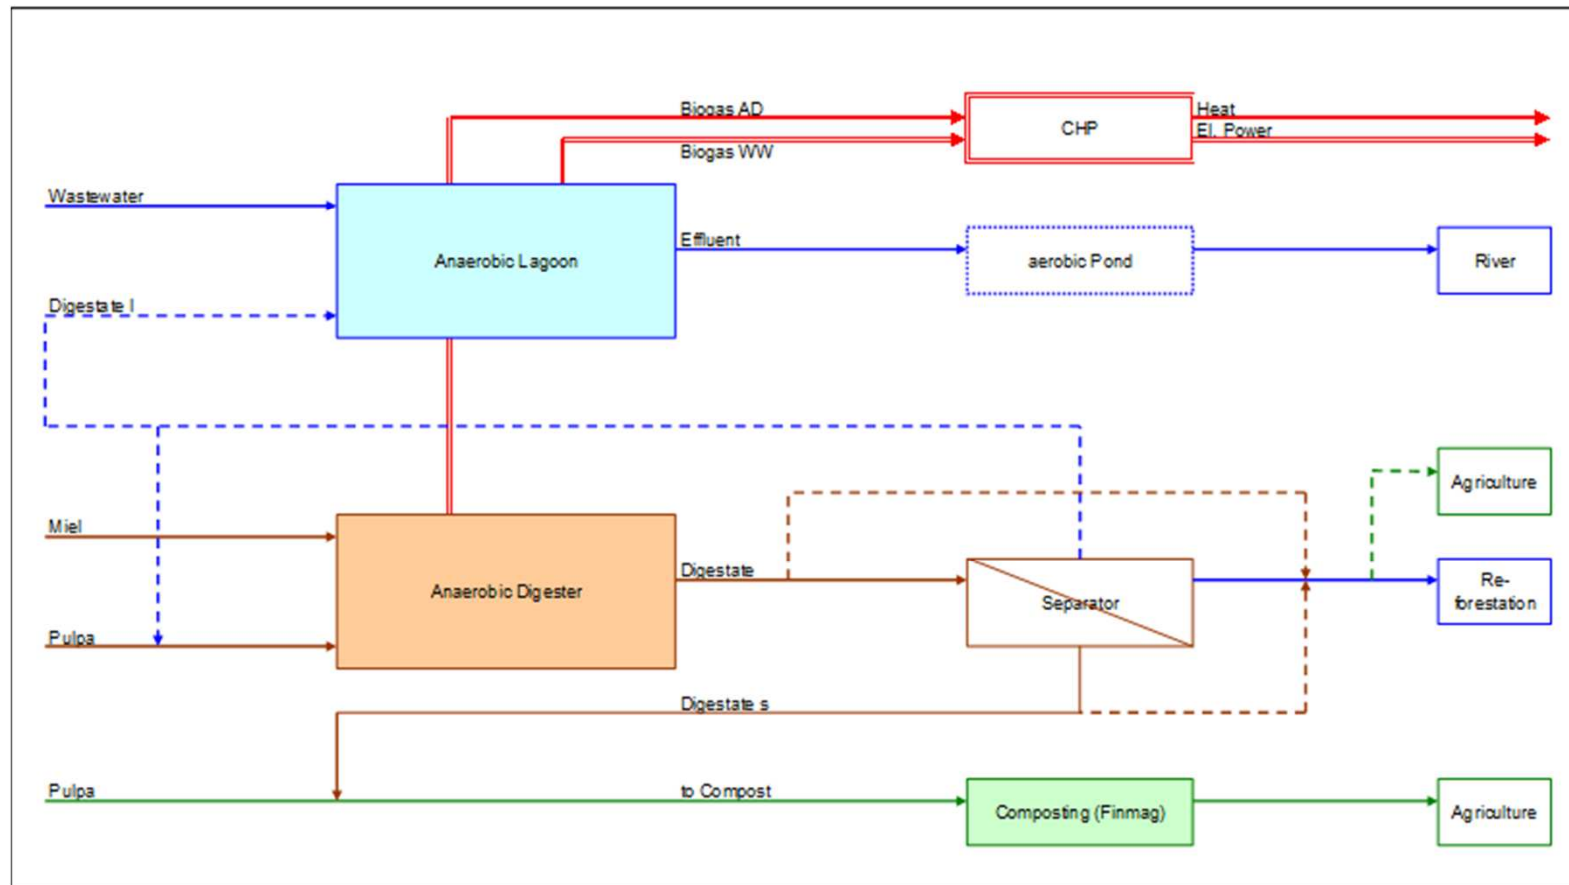 Biogas AD
Heat
CHP
El. Power
Biogas WW
Wastewater
Effluent
Anaerobic Lagoon
aerobic Pond
River
Digestate l
Agriculture
Miel
Digestate
Anaerobic Digester
Separator
Re-
forestation
Pulpa
Digestate s
Pulpa
to Compost
Composting (Finmag)
Agriculture